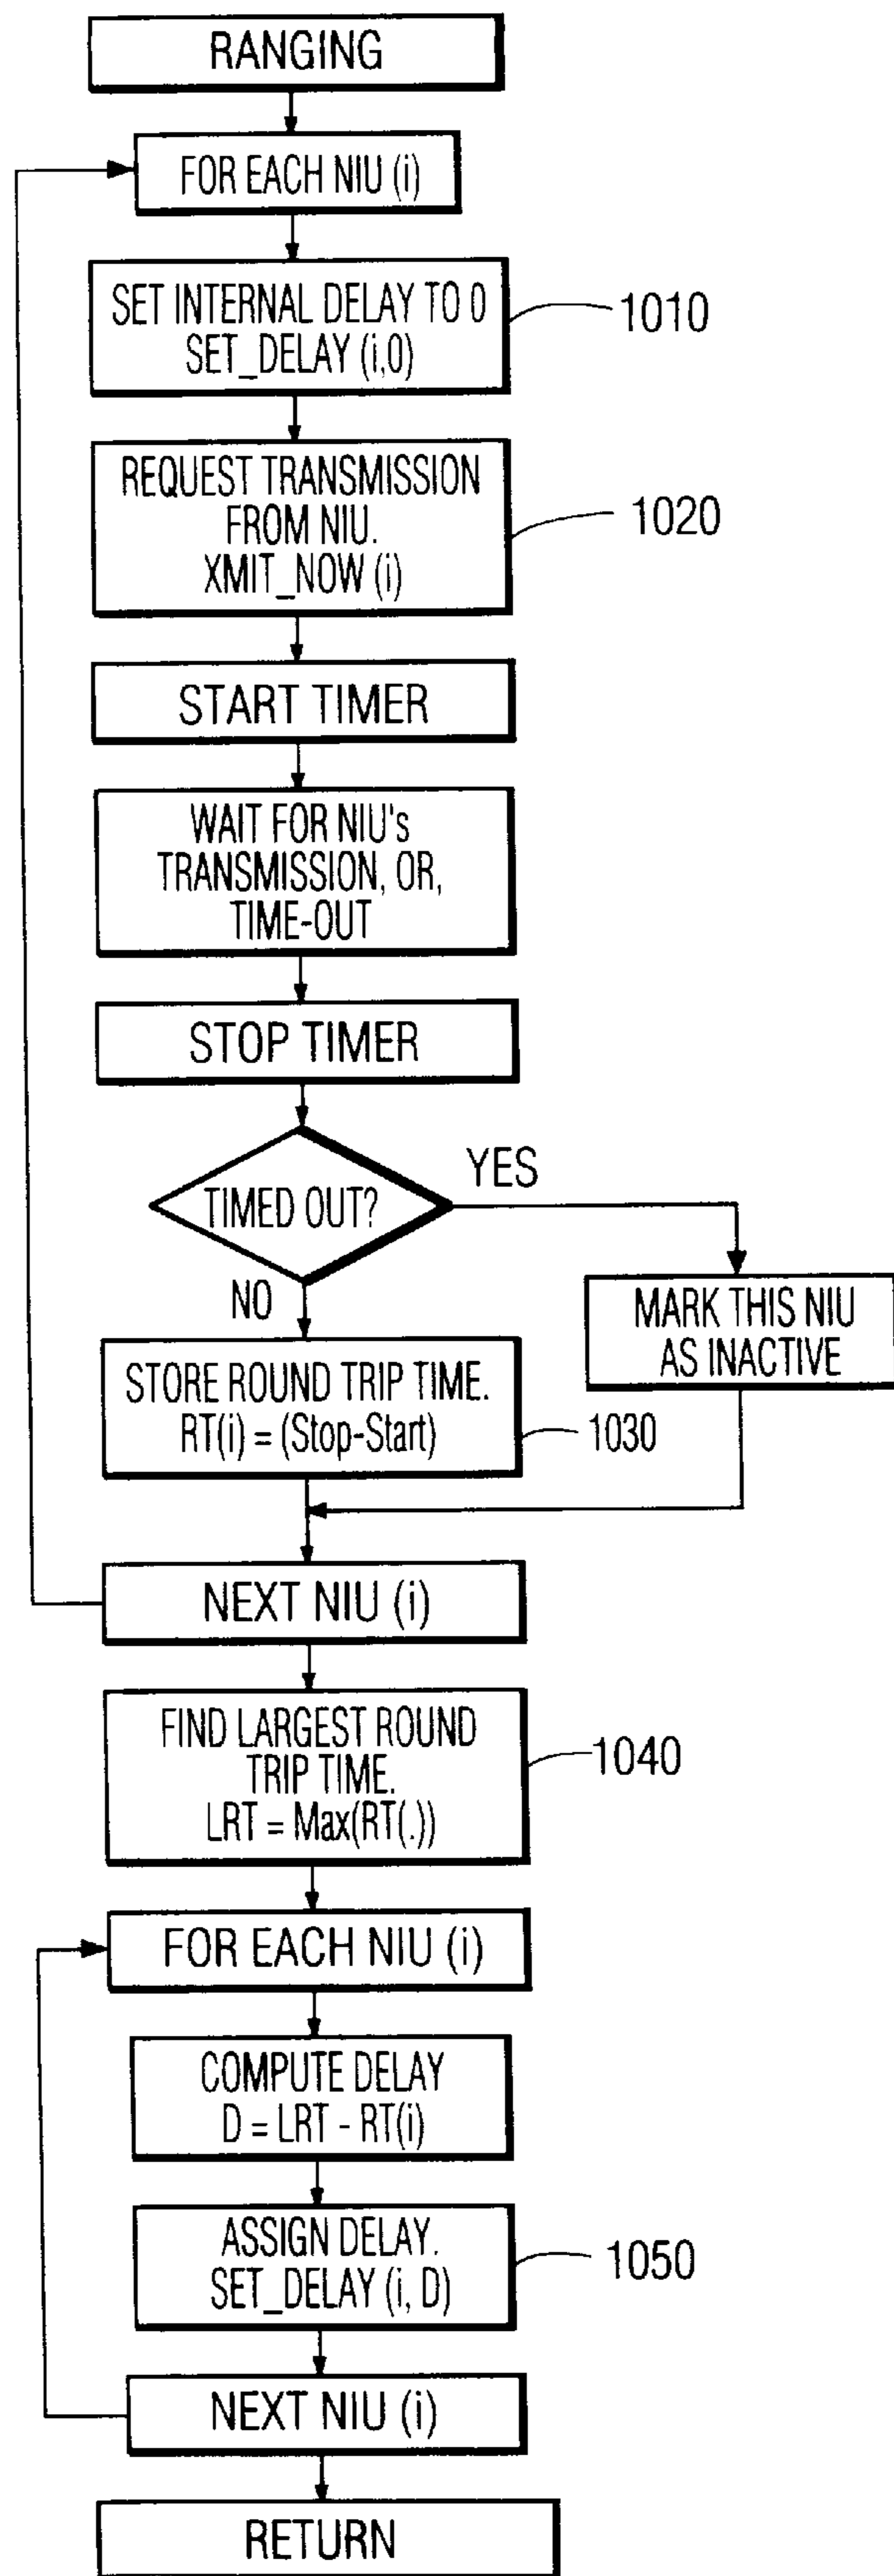 RANGING
FOR EACH NIU (i)
SET INTERNAL DELAY TO 0
SET_DELAY (i,0)
1010
REQUEST TRANSMISSION
FROM NIU.
XMIT_NOW (i)
1020
START TIMER
WAIT FOR NIU's
TRANSMISSION, OR,
TIME-OUT
STOP TIMER
TIMED OUT?
YES
NO
MARK THIS NIU
AS INACTIVE
STORE ROUND TRIP TIME.
RT(i) = (Stop-Start)
1030
NEXT NIU (i)
FIND LARGEST ROUND
TRIP TIME.
LRT = Max(RT(.))
1040
FOR EACH NIU (i)
COMPUTE DELAY
D = LRT - RT(i)
ASSIGN DELAY.
SET_DELAY (i, D)
1050
NEXT NIU (i)
RETURN